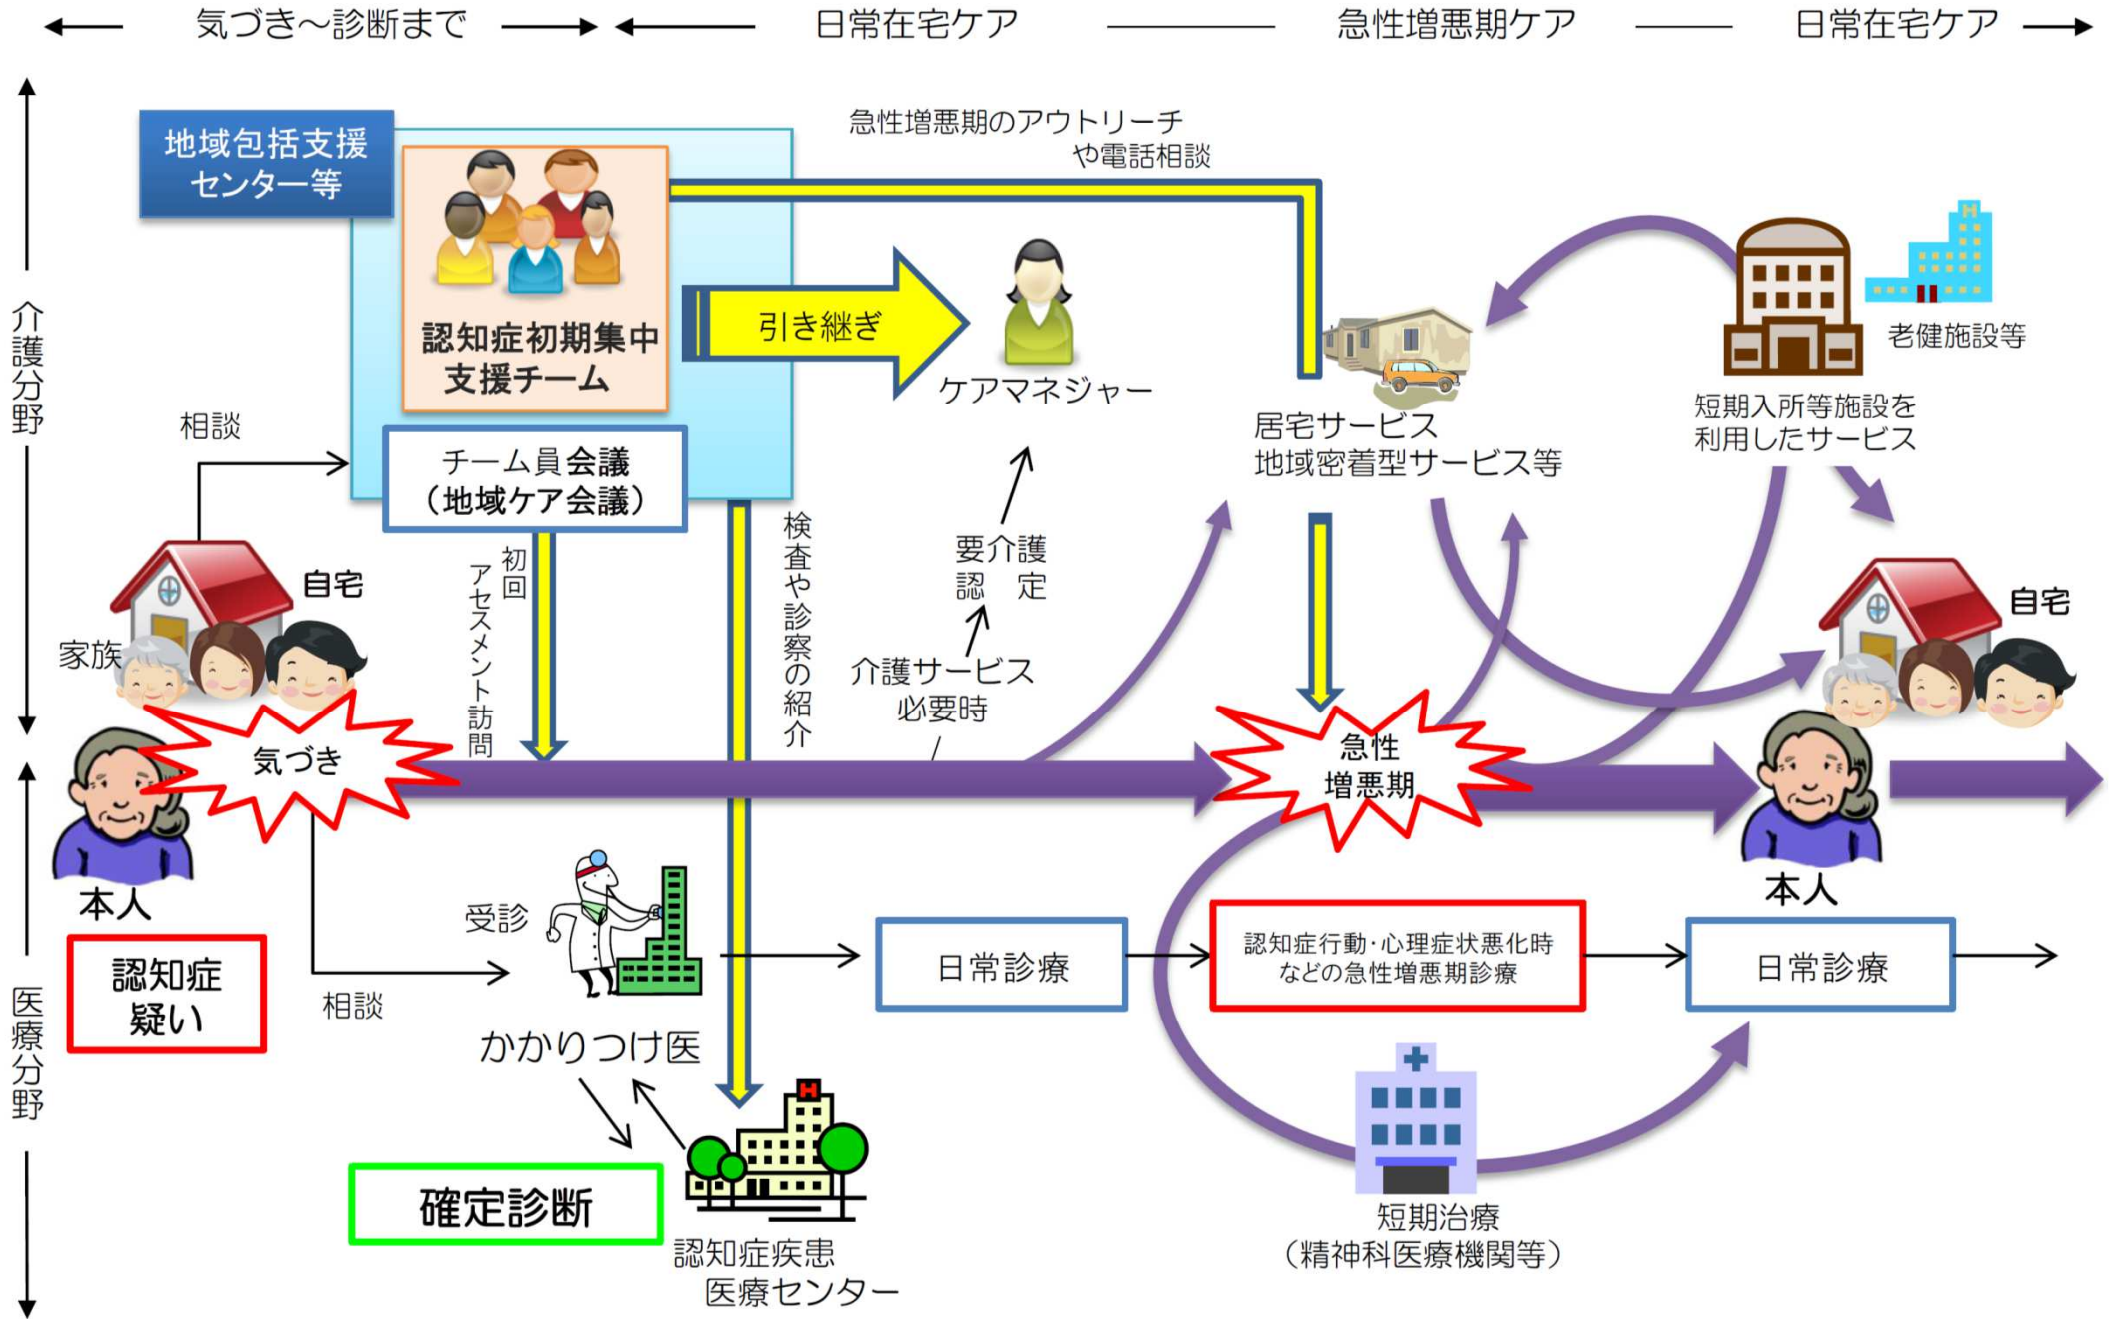 気づき～診断まで
日常在宅ケア
急性増悪期ケア
日常在宅ケア
介護分野
医療分野
地域包括支援
センター等
認知症初期集中
支援チーム
チーム員会議
（地域ケア会議）
急性増悪期のアウトリーチ
や電話相談
引き継ぎ
ケアマネジャー
居宅サービス
地域密着型サービス等
老健施設等
短期入所等施設を
利用したサービス
相談
自宅
家族
初回
アセスメント訪問
検査や診察の紹介
要介護
認　定
介護サービス
必要時
気づき
本人
認知症
疑い
急性
増悪期
自宅
本人
受診
相談
かかりつけ医
日常診療
認知症行動・心理症状悪化時
などの急性増悪期診療
日常診療
確定診断
H
認知症疾患
医療センター
短期治療
（精神科医療機関等）
H